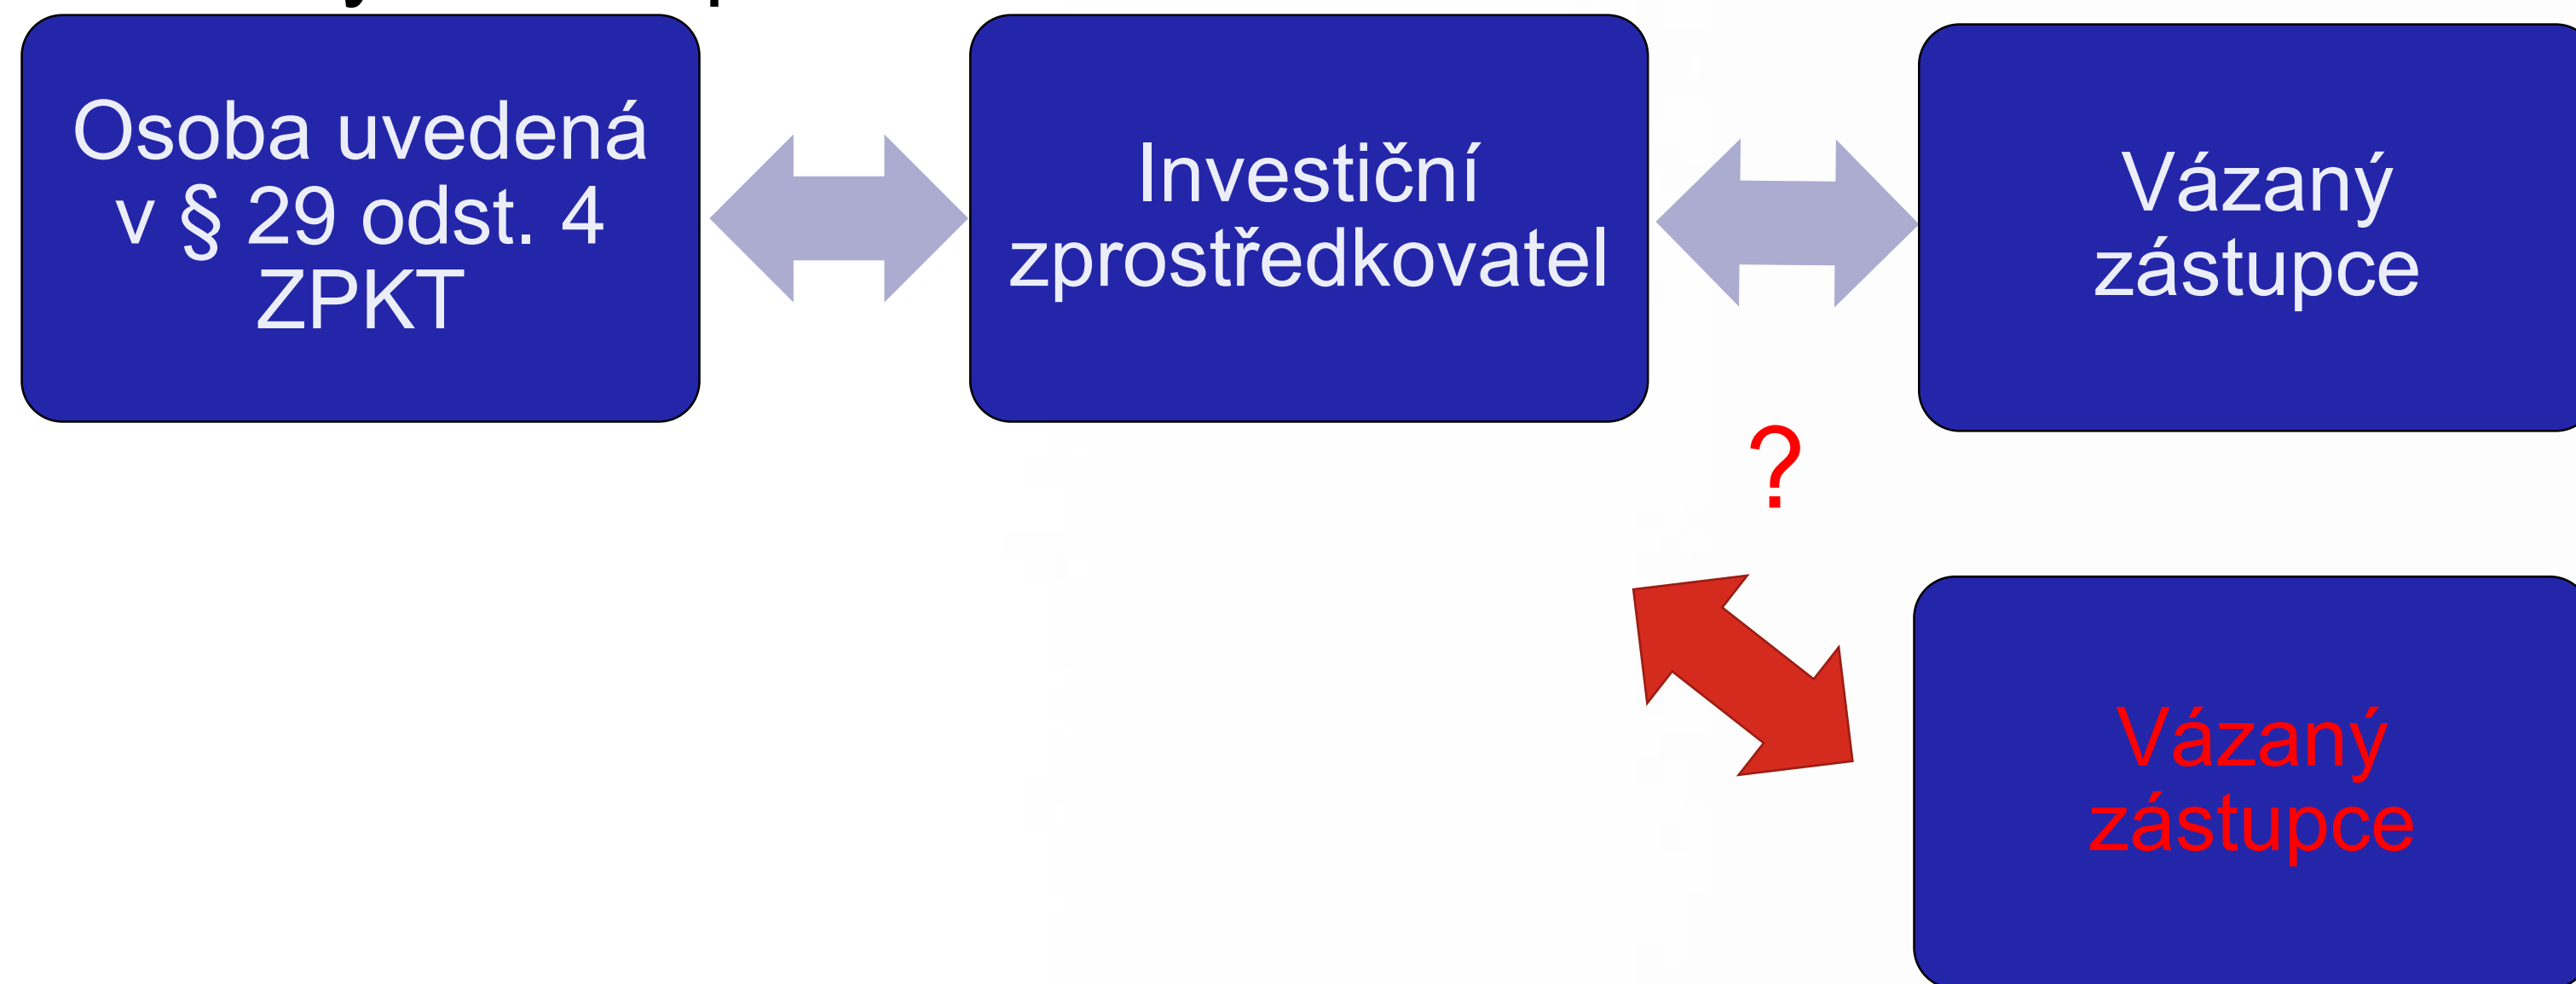 Osoba uvedená
v § 29 odst. 4
ZPKT
Investiční
zprostředkovatel
Vázaný
zástupce
?
Vázaný
zástupce